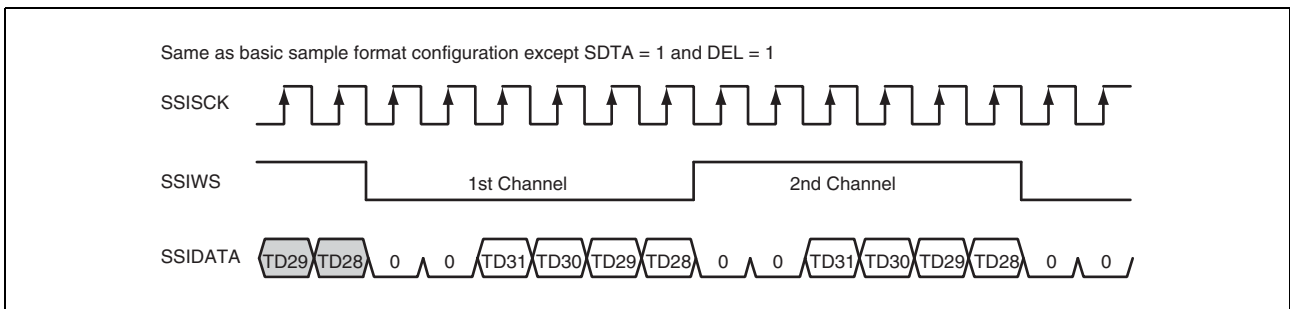 Same as basic sample format configuration except SDTA = 1 and DEL = 1
SSISCK
SSIWS 1st Channel 2nd Channel
SSIDATA TD29 TD28 0 0 TD31 TD30 TD29 TD28 0 0 TD31 TD30 TD29 TD28 0 0